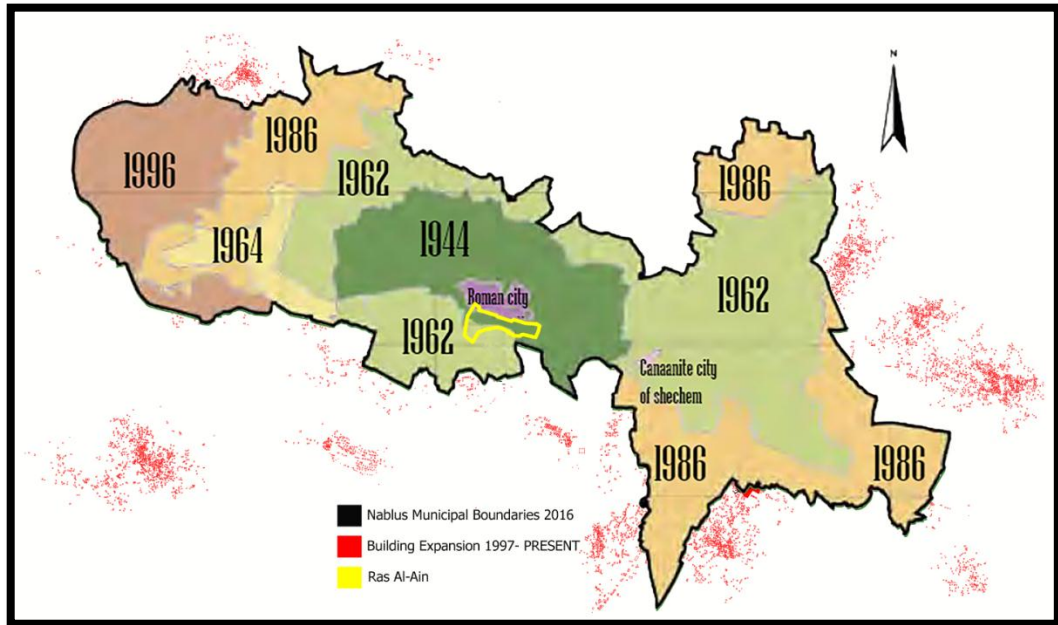 N
1986
1996
1962
1986
1964
1944
1962
Roman city
1962
Canaanite city
of shechem
1986
1986
Nablus Municipal Boundaries 2016
Building Expansion 1997- PRESENT
Ras Al-Ain